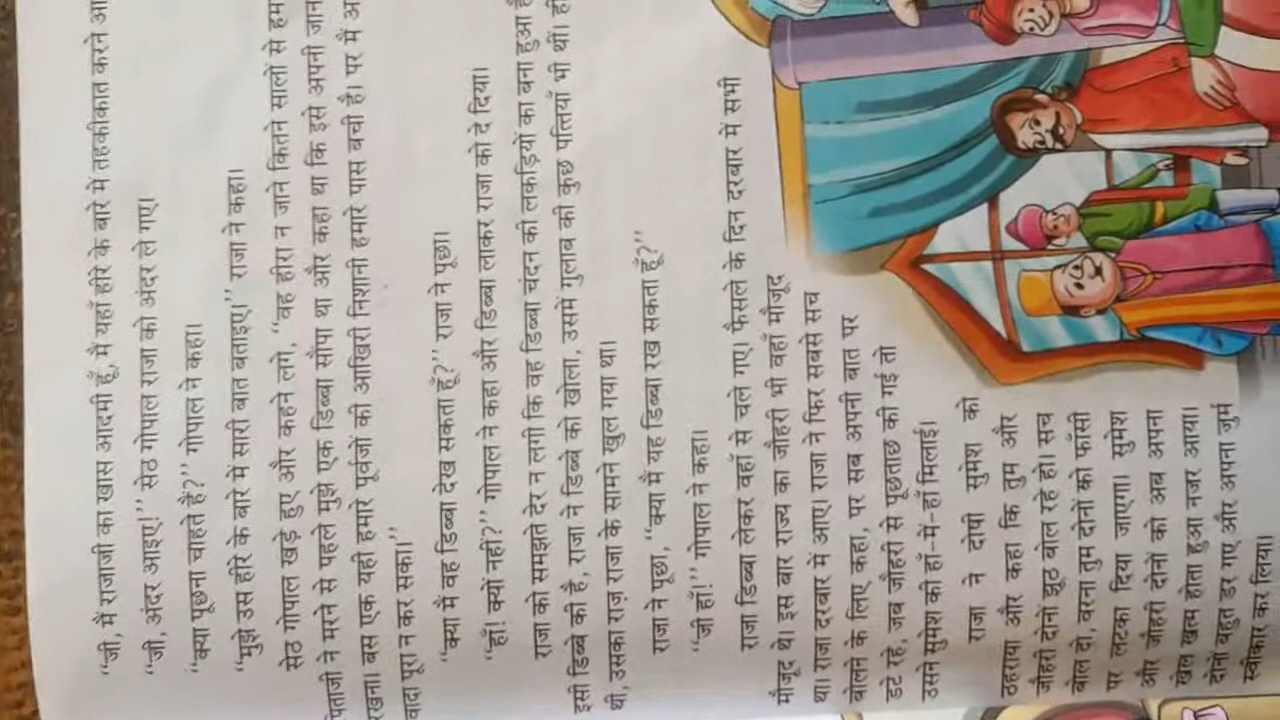 "जी, मैं राजाजी का खास आदमी हूँ, मैं यहाँ हीरे के बारे में तहकीकात करने
"जी, अंदर आइए!" सेठ गोपाल राजा को अंदर ले गए।
"क्या पूछना चाहते हैं?" गोपाल ने कहा।
"मुझे उस हीरे के बारे में सारी बात बताइए!" राजा ने कहा।
सेठ गोपाल खड़े हुए और कहने लगे, "वह हीरा न जाने कितने सालों से
पिताजी ने मरने से पहले मुझे एक डिब्बा सौंपा था और कहा था कि इसे अपनी
रखना। बस एक यही हमारे पूर्वजों की आखिरी निशानी हमारे पास बची है। पर मैं
वादा पूरा न कर सका।"
"क्या मैं वह डिब्बा देख सकता हूँ?" राजा ने पूछा।
"हाँ! क्यों नहीं?" गोपाल ने कहा और डिब्बा लाकर राजा को दे दिया।
राजा को समझते देर न लगी कि वह डिब्बा चंदन की लकड़ियों का बना हुआ
इसी डिब्बे की है, राजा ने डिब्बे को खोला, उसमें गुलाब की कुछ पत्तियाँ भी थीं।
थी, उसका राज़ राजा के सामने खुल गया था।
राजा ने पूछा, "क्या मैं यह डिब्बा रख सकता हूँ?"
"जी हाँ!" गोपाल ने कहा।
राजा डिब्बा लेकर वहाँ से चले गए। फैसले के दिन दरबार में सभी
मौजूद थे। इस बार राज्य का जौहरी भी वहाँ मौजूद
था। राजा दरबार में आए। राजा ने फिर सबसे सच
बोलने के लिए कहा, पर सब अपनी बात पर
डटे रहे, जब जौहरी से पूछताछ की गई तो
उसने सुमेश की हाँ-में-हाँ मिलाई।
राजा ने दोषी सुमेश को
ठहराया और कहा कि तुम और
जौहरी दोनों झूठ बोल रहे हो। सच
बोल दो, वरना तुम दोनों को फाँसी
पर लटका दिया जाएगा। सुमेश
और जौहरी दोनों को अब अपना
खेल खत्म होता हुआ नजर आया।
दोनों बहुत डर गए और अपना जुर्म
स्वीकार कर लिया।